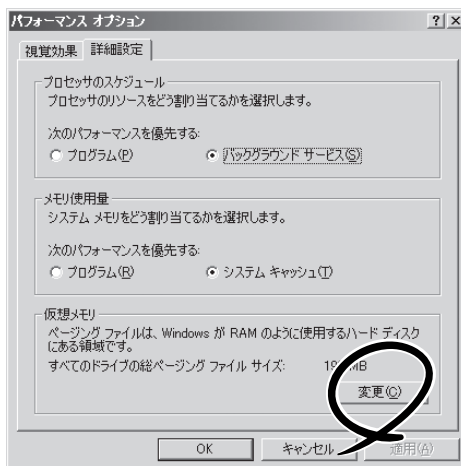 パフォーマンス オプション
視覚効果 詳細設定
プロセッサのスケジュール
プロセッサのリソースをどう割り当てるかを選択します。
次のパフォーマンスを優先する:
プログラム(P) バックグラウンド サービス(S)
メモリ使用量
システム メモリをどう割り当てるかを選択します。
次のパフォーマンスを優先する:
プログラム(R) システム キャッシュ(T)
仮想メモリ
ページング ファイルは、Windows が RAM のように使用するハード ディスク
にある領域です。
すべてのドライブの総ページング ファイル サイズ: MB
変更(C)
OK キャンセル 適用(A)